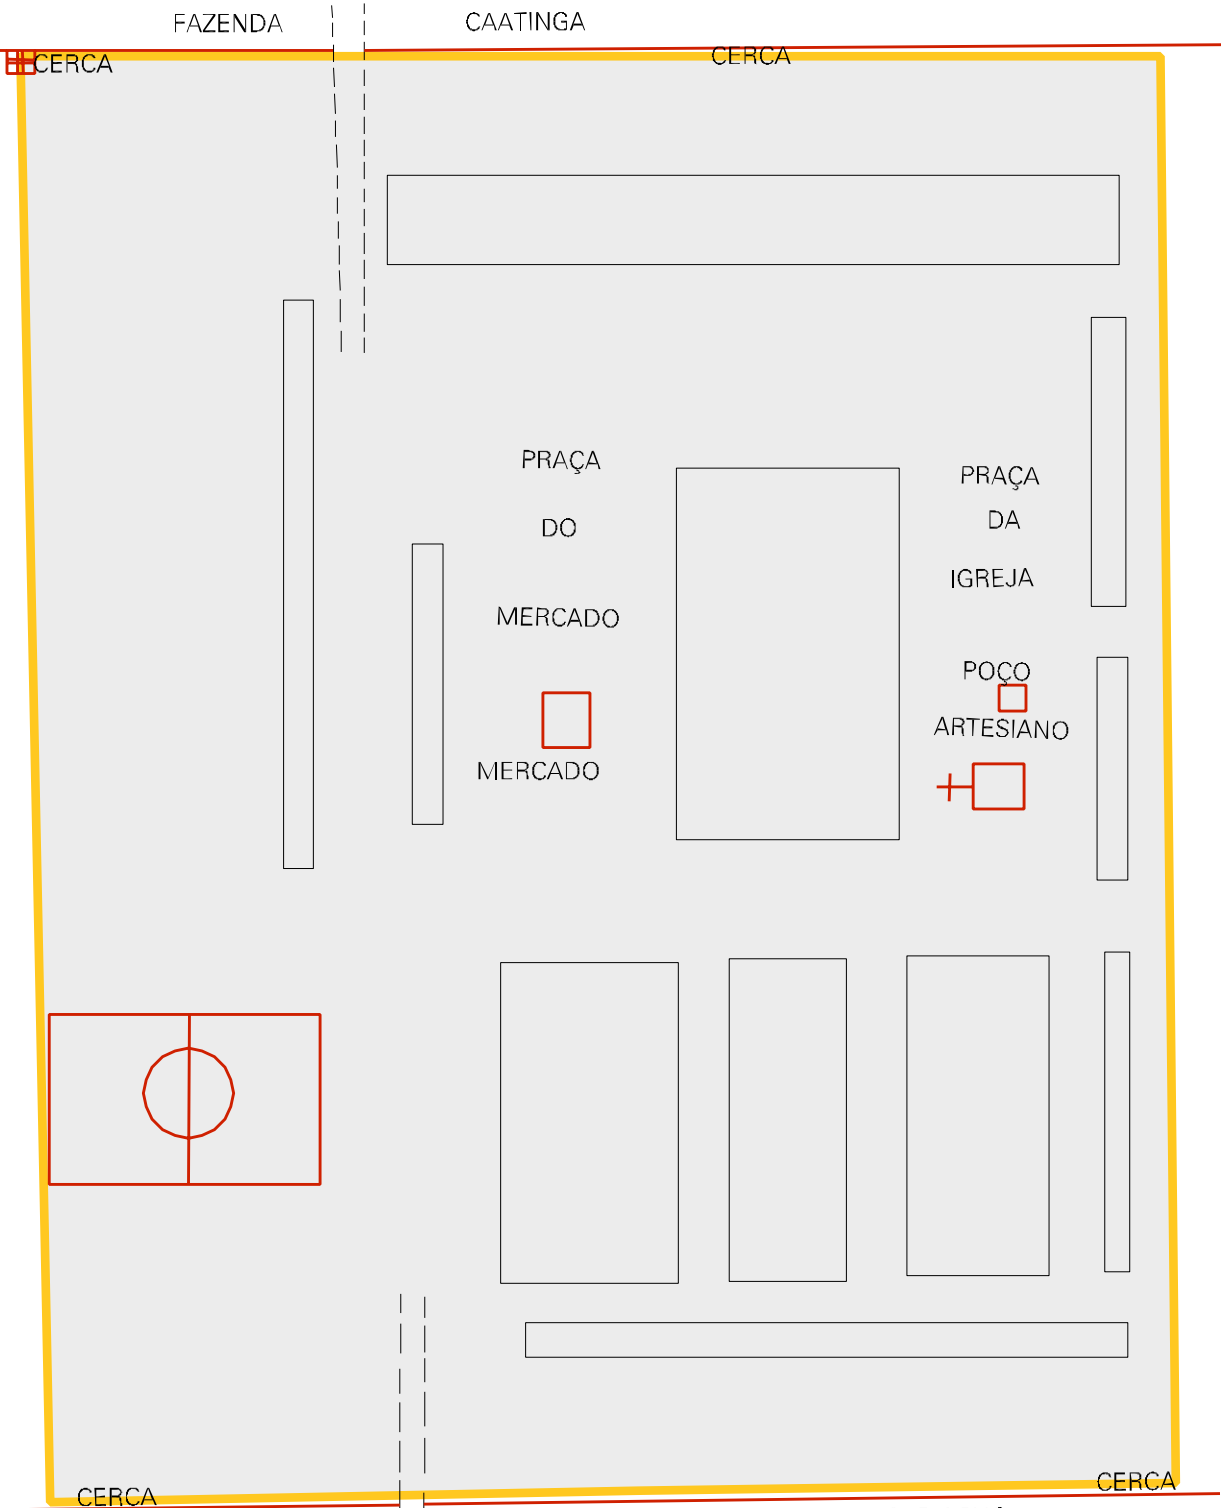 FAZENDA
CAATINGA
CERCA
CERCA
PRAÇA
DO
MERCADO
MERCADO
PRAÇA
DA
IGREJA
POÇO
ARTESIANO
CERCA
CERCA